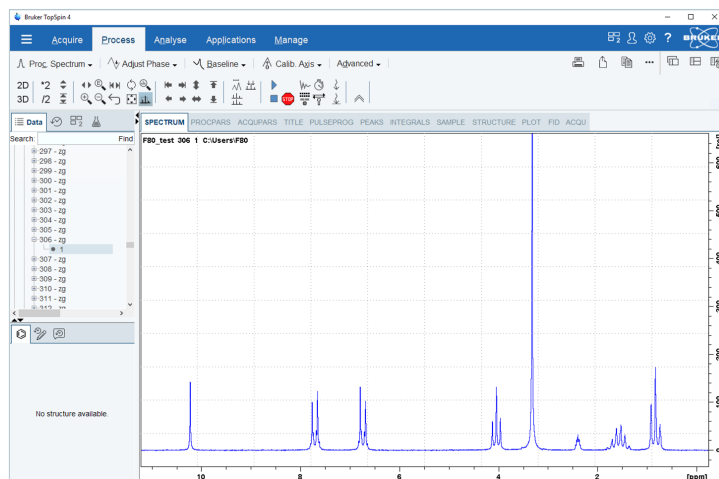 Bruker TopSpin 4
Acquire Process Analyse Applications Manage
Proc. Spectrum Adjust Phase Baseline Calib. Axis Advanced
2D *2
3D /2
STOP
Data
SPECTRUM PROCPARS ACQUPARS TITLE PULSEPROG PEAKS INTEGRALS SAMPLE STRUCTURE PLOT FID ACQU
Search: Find
F80_test 306 1 C:\Users\F80
297 - zg
298 - zg
299 - zg
300 - zg
301 - zg
302 - zg
303 - zg
304 - zg
305 - zg
306 - zg
1
307 - zg
308 - zg
309 - zg
310 - zg
311 - zg
No structure available.
10 8 6 4 2 [ppm]